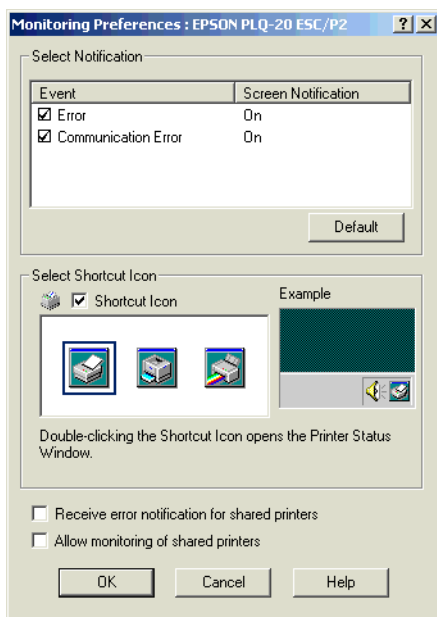 Monitoring Preferences : EPSON PLQ-20 ESC/P2
Select Notification
Event Screen Notification
Error On
Communication Error On
Default
Select Shortcut Icon
Shortcut Icon
Example
Double-clicking the Shortcut Icon opens the Printer Status
Window.
Receive error notification for shared printers
Allow monitoring of shared printers
OK Cancel Help